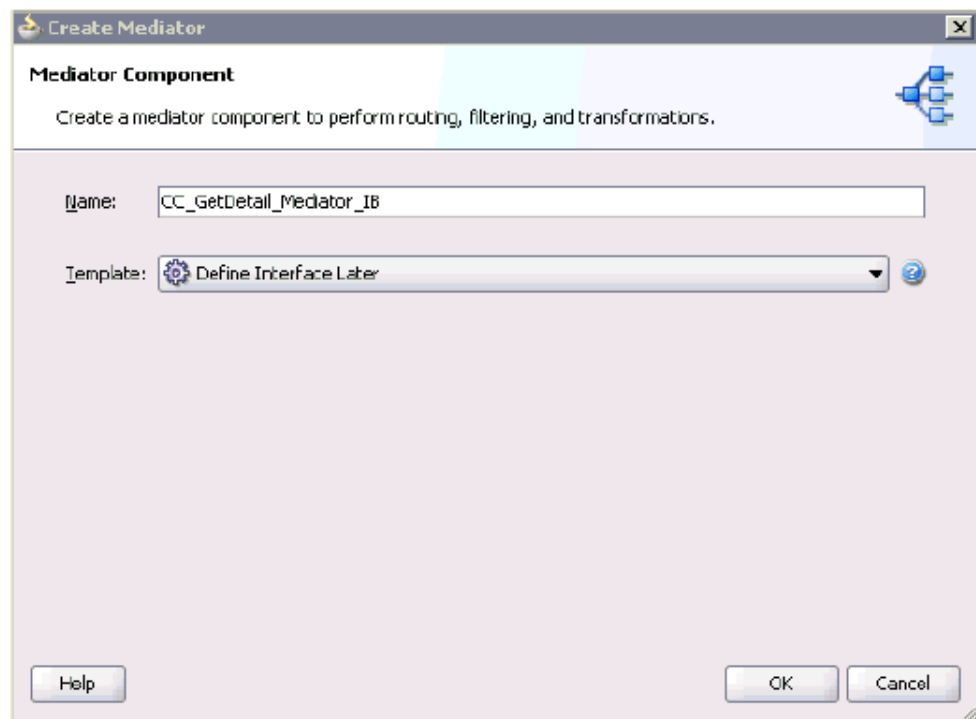 Create Mediator
Mediator Component
Create a mediator component to perform routing, filtering, and transformations.
Name: CC_GetDetail_Mediator_IB
Template: Define Interface Later
Help OK Cancel